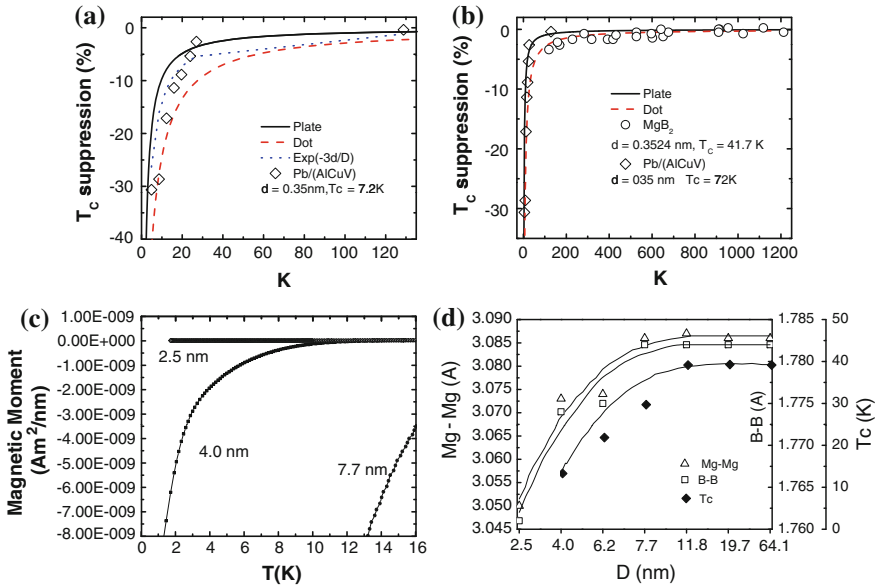 (a)
T_C suppression (%)
0
-10
-20
-30
-40
Plate
Dot
Exp(-3d/D)
Pb/(AlCuV)
d = 0.35nm,Tc = 7.2K
0 20 40 60 80 100 120
K
(b)
T_C suppression (%)
0
-10
-20
-30
Plate
Dot
MgB₂
d = 0.3524 nm, T_C = 41.7 K
Pb/(AlCuV)
d = 035 nm Tc = 72K
0 200 400 600 800 1000 1200
K
(c)
Magnetic Moment
(Am²/nm)
1.00E-009
0.00E+000
-1.00E-009
-2.00E-009
-3.00E-009
-4.00E-009
-5.00E-009
-6.00E-009
-7.00E-009
-8.00E-009
2.5 nm
4.0 nm
7.7 nm
0 2 4 6 8 10 12 14 16
T(K)
(d)
Mg-Mg (A)
3.090
3.085
3.080
3.075
3.070
3.065
3.060
3.055
3.050
3.045
Mg-Mg
B-B
Tc
2.5 4.0 6.2 7.7 11.8 19.7 64.1
D (nm)
B-B (A)
1.785
1.780
1.775
1.770
1.765
1.760
Tc (K)
50
40
30
20
10
0